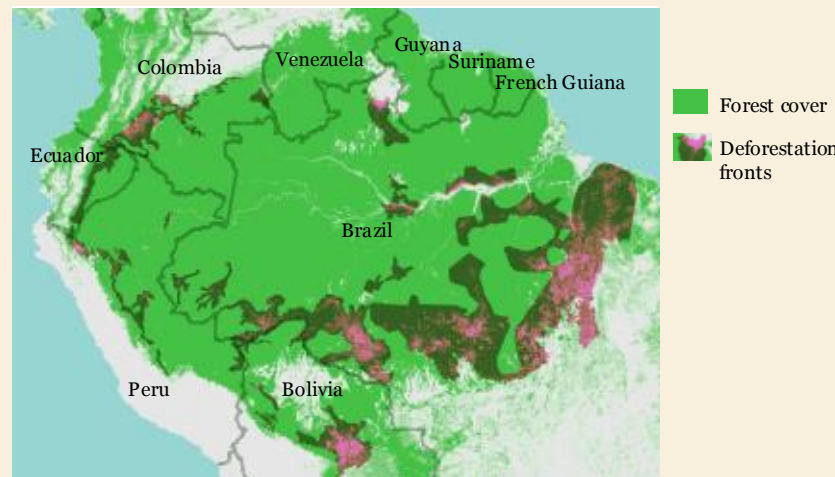 Guyana
Suriname
Venezuela
Colombia
French Guiana
Forest cover
Ecuador
Deforestation
fronts
Brazil
Peru
Bolivia